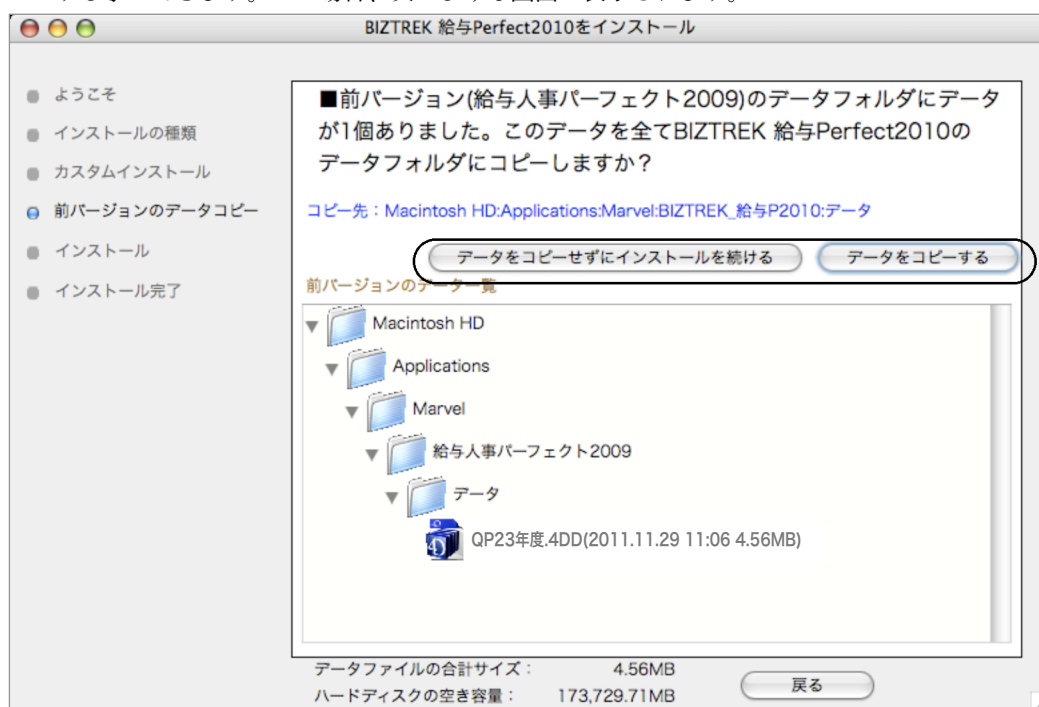 BIZTREK 給与Perfect2010をインストール
ようこそ
インストールの種類
カスタムインストール
前バージョンのデータコピー
インストール
インストール完了
■前バージョン(給与人事パーフェクト2009)のデータフォルダにデータ
が1個ありました。このデータを全てBIZTREK 給与Perfect2010の
データフォルダにコピーしますか？
コピー先：Macintosh HD:Applications:Marvel:BIZTREK_給与P2010:データ
データをコピーせずにインストールを続ける データをコピーする
前バージョンのデータ一覧
Macintosh HD
Applications
Marvel
給与人事パーフェクト2009
データ
QP23年度.4DD(2011.11.29 11:06 4.56MB)
データファイルの合計サイズ： 4.56MB
ハードディスクの空き容量： 173,729.71MB
戻る